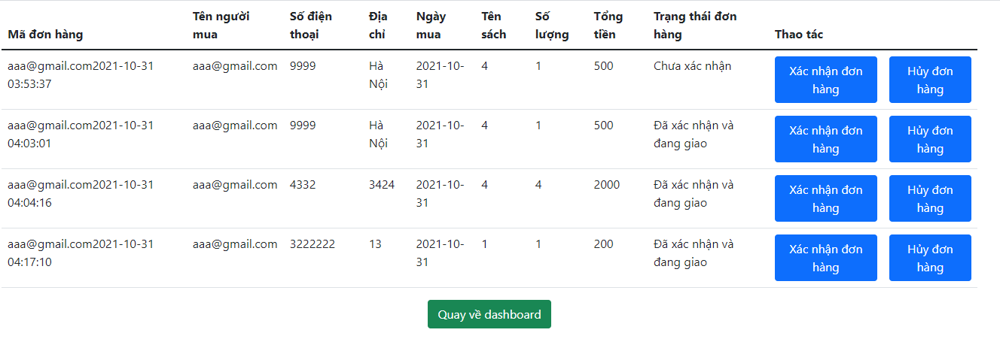 Mã đơn hàng Tên người mua Số điện thoại Địa chỉ Ngày mua Tên sách Số lượng Tổng tiền Trạng thái đơn hàng Thao tác
aaa@gmail.com2021-10-31 03:53:37 aaa@gmail.com 9999 Hà Nội 2021-10-31 4 1 500 Chưa xác nhận Xác nhận đơn hàng Hủy đơn hàng
aaa@gmail.com2021-10-31 04:03:01 aaa@gmail.com 9999 Hà Nội 2021-10-31 4 1 500 Đã xác nhận và đang giao Xác nhận đơn hàng Hủy đơn hàng
aaa@gmail.com2021-10-31 04:04:16 aaa@gmail.com 4332 3424 2021-10-31 4 4 2000 Đã xác nhận và đang giao Xác nhận đơn hàng Hủy đơn hàng
aaa@gmail.com2021-10-31 04:17:10 aaa@gmail.com 3222222 13 2021-10-31 1 1 200 Đã xác nhận và đang giao Xác nhận đơn hàng Hủy đơn hàng
Quay về dashboard